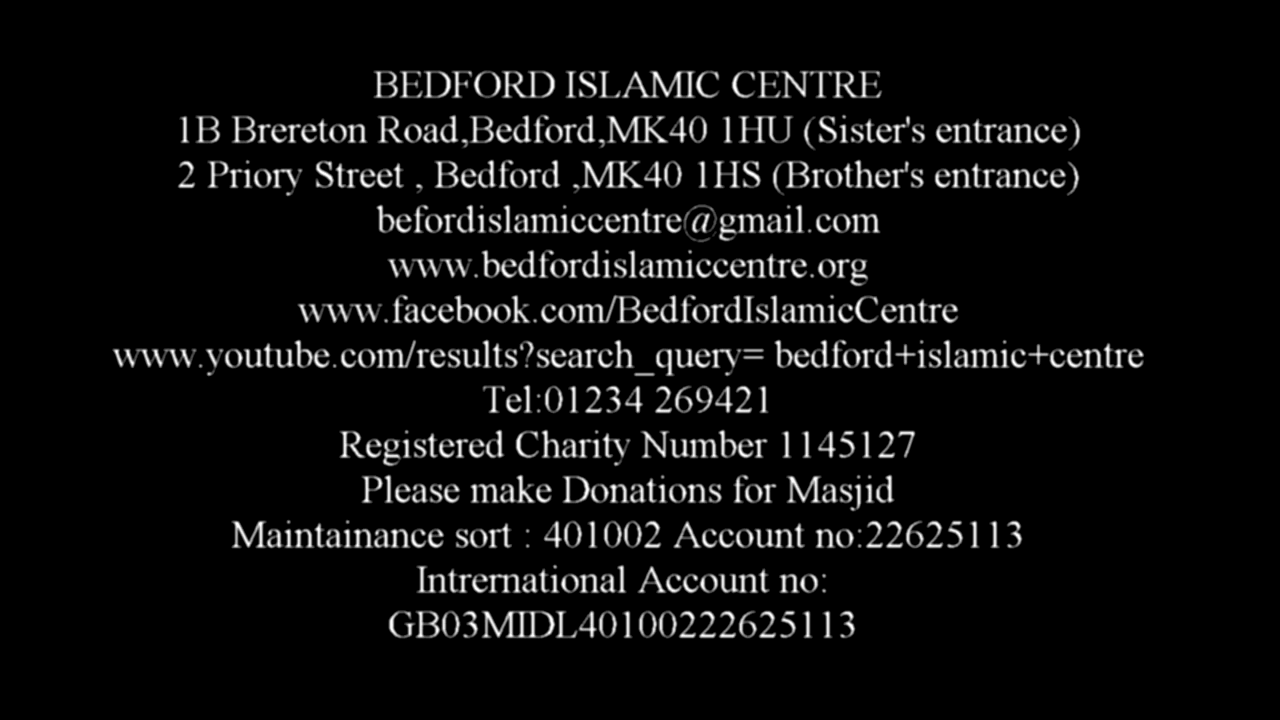 BEDFORD ISLAMIC CENTRE
1B Brereton Road,Bedford,MK40 1HU (Sister's entrance)
2 Priory Street , Bedford ,MK40 1HS (Brother's entrance)
befordislamiccentre@gmail.com
www.bedfordislamiccentre.org
www.facebook.com/BedfordIslamicCentre
www.youtube.com/results?search_query= bedford+islamic+centre
Tel:01234 269421
Registered Charity Number 1145127
Please make Donations for Masjid
Maintainance sort : 401002 Account no:22625113
Intrernational Account no:
GB03MIDL40100222625113